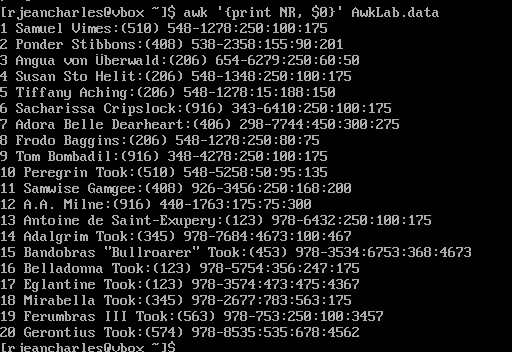 [rjeancharles@vbox ~]$ awk '{print NR, $0}' AwkLab.data
1 Samuel Vimes:(510) 548-1278:250:100:175
2 Ponder Stibbons:(408) 538-2358:155:90:201
3 Angua von Überwald:(206) 654-6279:250:60:50
4 Susan Sto Helit:(206) 548-1348:250:100:175
5 Tiffany Aching:(206) 548-1278:15:188:150
6 Sacharissa Cripslock:(916) 343-6410:250:100:175
7 Adora Belle Dearheart:(406) 298-7744:450:300:275
8 Frodo Baggins:(206) 548-1278:250:80:75
9 Tom Bombadil:(916) 348-4278:250:100:175
10 Peregrin Took:(510) 548-5258:50:95:135
11 Samwise Gamgee:(408) 926-3456:250:168:200
12 A.A. Milne:(916) 440-1763:175:75:300
13 Antoine de Saint-Exupery:(123) 978-6432:250:100:175
14 Adalgrim Took:(345) 978-7684:4673:100:467
15 Bandobras "Bullroarer" Took:(453) 978-3534:6753:368:4673
16 Belladonna Took:(123) 978-5754:356:247:175
17 Eglantine Took:(123) 978-3574:473:475:4367
18 Mirabella Took:(345) 978-2677:783:563:175
19 Ferumbras III Took:(563) 978-753:250:100:3457
20 Gerontius Took:(574) 978-8535:535:678:4562
[rjeancharles@vbox ~]$